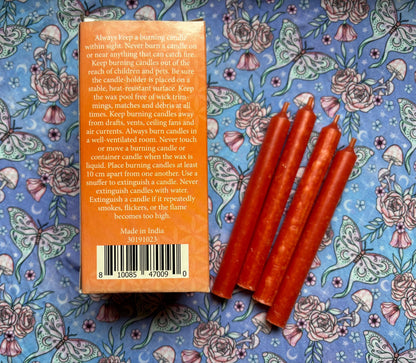 Always keep a burning candle
within sight. Never burn a candle on
or near anything that can catch fire.
Keep burning candles out of the
reach of children and pets. Be sure
the candle-holder is placed on a
stable, heat-resistant surface. Keep
the wax pool free of wick trim-
mings, matches and debris at all
times. Keep burning candles away
from drafts, vents, ceiling fans and
air currents. Always burn candles in
a well-ventilated room. Never touch
or move a burning candle or
container candle when the wax is
liquid. Place burning candles at least
10 cm apart from one another. Use a
snuffer to extinguish a candle. Never
extinguish candles with water.
Extinguish a candle if it repeatedly
smokes, flickers, or the flame
becomes too high.
Made in India
30191023
8 10085 47009 0